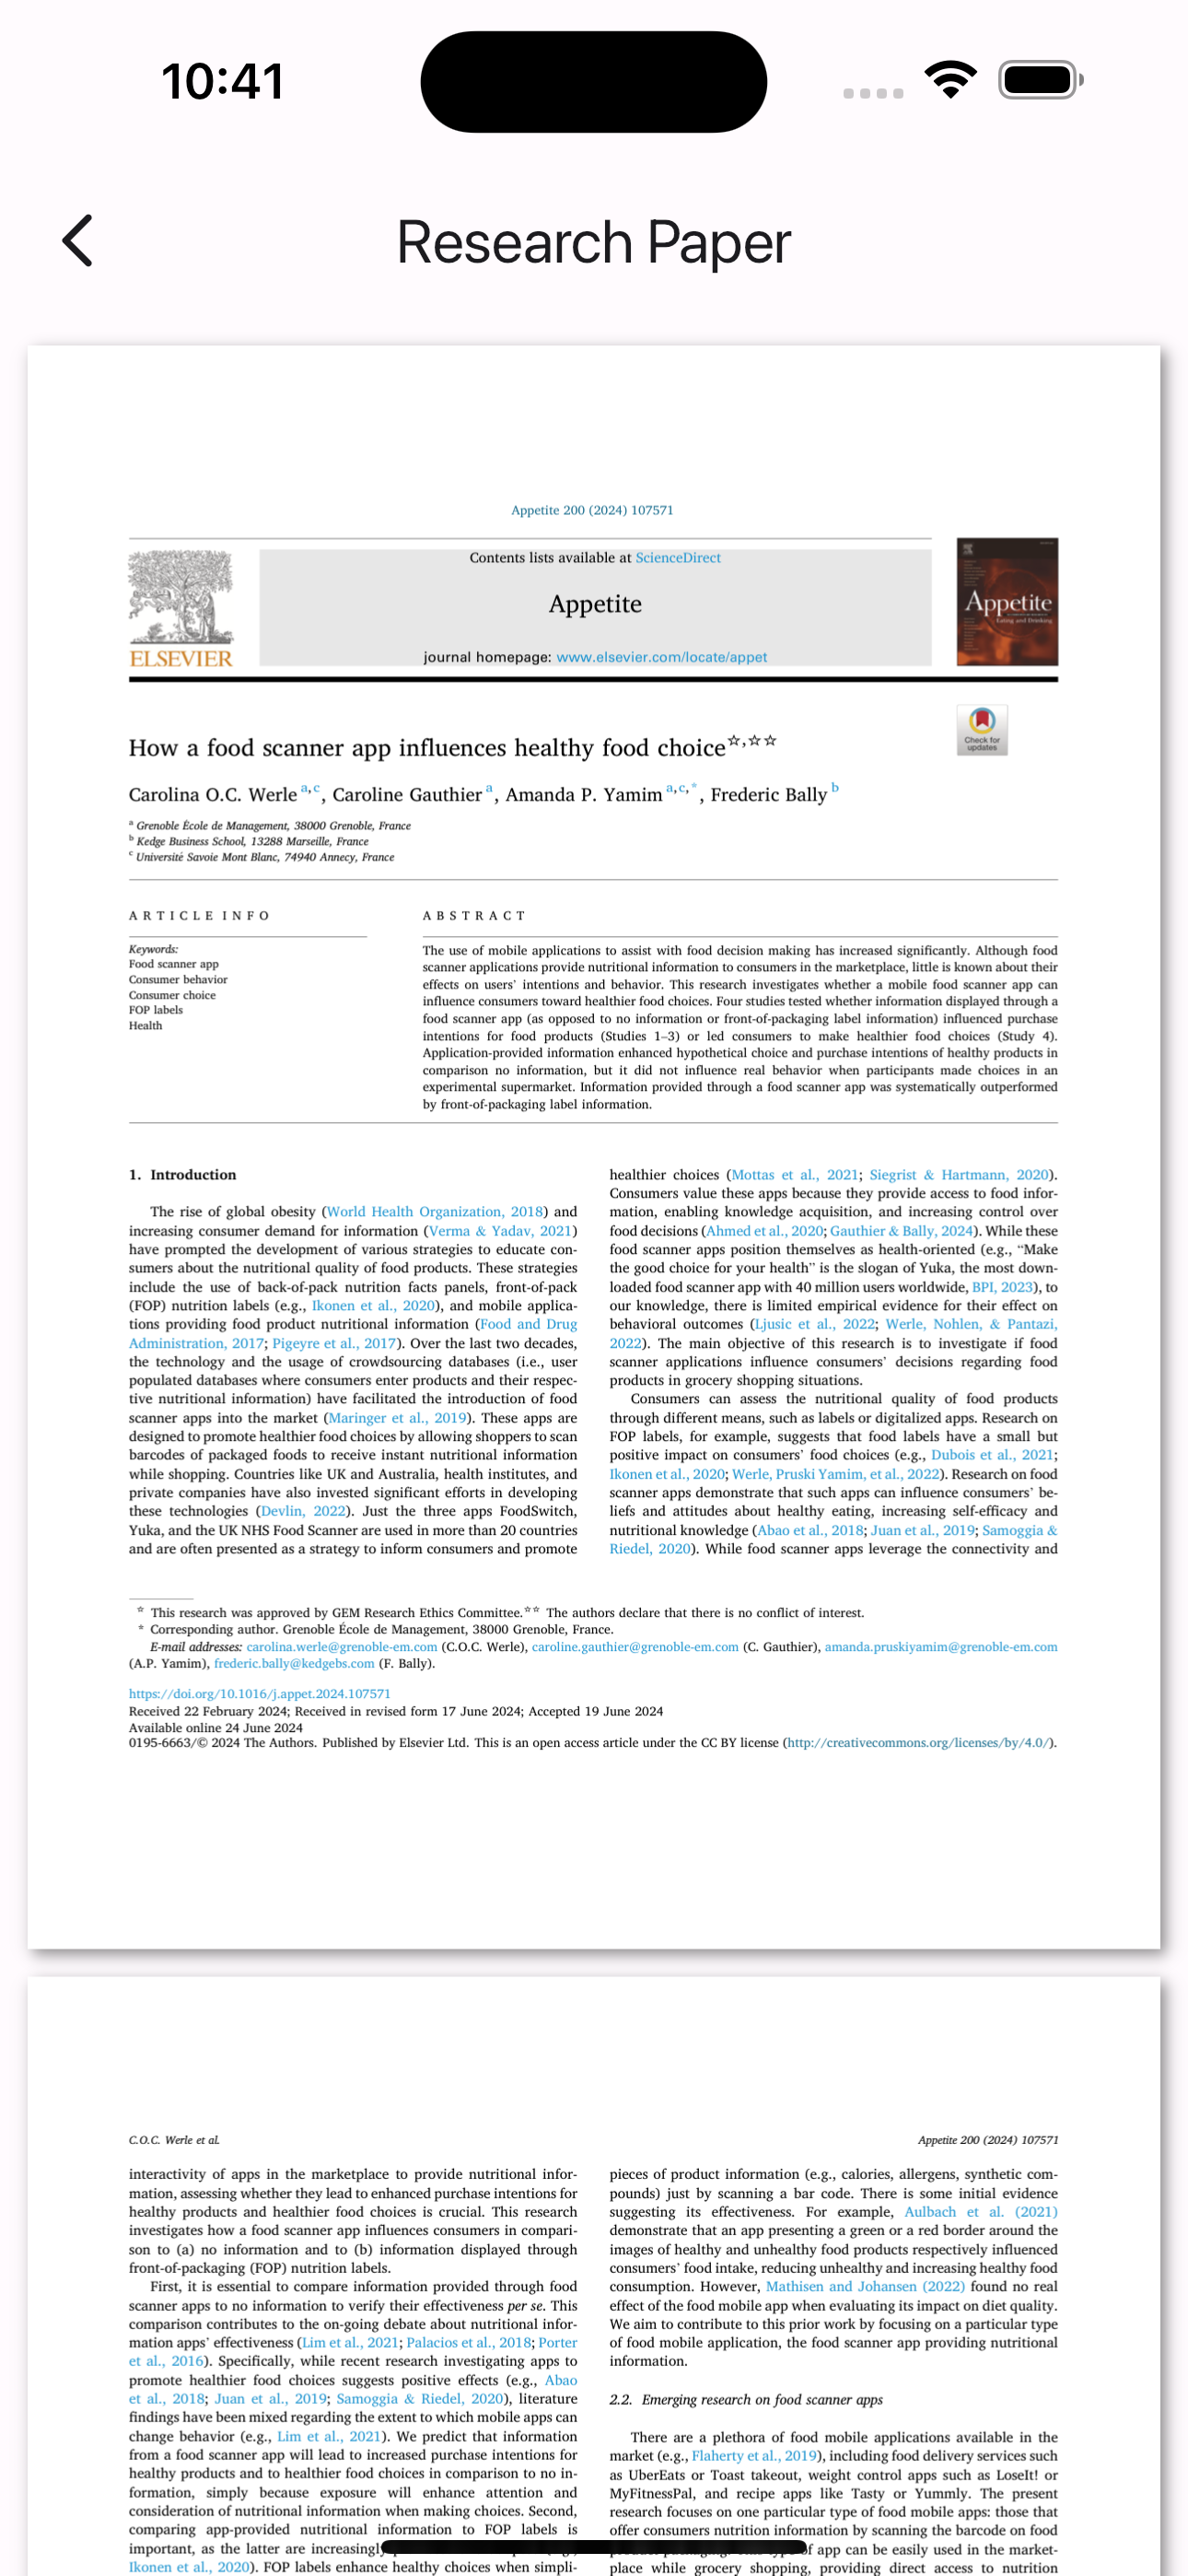 10:41
Research Paper
Appetite 200 (2024) 107571
Contents lists available at ScienceDirect
Appetite
journal homepage: www.elsevier.com/locate/appet
ELSEVIER
Appetite
Eating and Drinking
Check for
updates
How a food scanner app influences healthy food choice☆,☆☆
Carolina O.C. Werle a,c, Caroline Gauthier a, Amanda P. Yamim a,c,*, Frederic Bally b
a Grenoble École de Management, 38000 Grenoble, France
b Kedge Business School, 13288 Marseille, France
c Université Savoie Mont Blanc, 74940 Annecy, France
ARTICLE INFO
Keywords:
Food scanner app
Consumer behavior
Consumer choice
FOP labels
Health
ABSTRACT
The use of mobile applications to assist with food decision making has increased significantly. Although food
scanner applications provide nutritional information to consumers in the marketplace, little is known about their
effects on users' intentions and behavior. This research investigates whether a mobile food scanner app can
influence consumers toward healthier food choices. Four studies tested whether information displayed through a
food scanner app (as opposed to no information or front-of-packaging label information) influenced purchase
intentions for food products (Studies 1–3) or led consumers to make healthier food choices (Study 4).
Application-provided information enhanced hypothetical choice and purchase intentions of healthy products in
comparison no information, but it did not influence real behavior when participants made choices in an
experimental supermarket. Information provided through a food scanner app was systematically outperformed
by front-of-packaging label information.
1. Introduction
The rise of global obesity (World Health Organization, 2018) and
increasing consumer demand for information (Verma & Yadav, 2021)
have prompted the development of various strategies to educate con-
sumers about the nutritional quality of food products. These strategies
include the use of back-of-pack nutrition facts panels, front-of-pack
(FOP) nutrition labels (e.g., Ikonen et al., 2020), and mobile applica-
tions providing food product nutritional information (Food and Drug
Administration, 2017; Pigeyre et al., 2017). Over the last two decades,
the technology and the usage of crowdsourcing databases (i.e., user
populated databases where consumers enter products and their respec-
tive nutritional information) have facilitated the introduction of food
scanner apps into the market (Maringer et al., 2019). These apps are
designed to promote healthier food choices by allowing shoppers to scan
barcodes of packaged foods to receive instant nutritional information
while shopping. Countries like UK and Australia, health institutes, and
private companies have also invested significant efforts in developing
these technologies (Devlin, 2022). Just the three apps FoodSwitch,
Yuka, and the UK NHS Food Scanner are used in more than 20 countries
and are often presented as a strategy to inform consumers and promote
healthier choices (Mottas et al., 2021; Siegrist & Hartmann, 2020).
Consumers value these apps because they provide access to food infor-
mation, enabling knowledge acquisition, and increasing control over
food decisions (Ahmed et al., 2020; Gauthier & Bally, 2024). While these
food scanner apps position themselves as health-oriented (e.g., “Make
the good choice for your health” is the slogan of Yuka, the most down-
loaded food scanner app with 40 million users worldwide, BPI, 2023), to
our knowledge, there is limited empirical evidence for their effect on
behavioral outcomes (Ljusic et al., 2022; Werle, Nohlen, & Pantazi,
2022). The main objective of this research is to investigate if food
scanner applications influence consumers' decisions regarding food
products in grocery shopping situations.
Consumers can assess the nutritional quality of food products
through different means, such as labels or digitalized apps. Research on
FOP labels, for example, suggests that food labels have a small but
positive impact on consumers' food choices (e.g., Dubois et al., 2021;
Ikonen et al., 2020; Werle, Pruski Yamim, et al., 2022). Research on food
scanner apps demonstrate that such apps can influence consumers' be-
liefs and attitudes about healthy eating, increasing self-efficacy and
nutritional knowledge (Abao et al., 2018; Juan et al., 2019; Samoggia &
Riedel, 2020). While food scanner apps leverage the connectivity and
☆ This research was approved by GEM Research Ethics Committee.☆☆ The authors declare that there is no conflict of interest.
* Corresponding author. Grenoble École de Management, 38000 Grenoble, France.
E-mail addresses: carolina.werle@grenoble-em.com (C.O.C. Werle), caroline.gauthier@grenoble-em.com (C. Gauthier), amanda.pruskiyamim@grenoble-em.com
(A.P. Yamim), frederic.bally@kedgebs.com (F. Bally).
https://doi.org/10.1016/j.appet.2024.107571
Received 22 February 2024; Received in revised form 17 June 2024; Accepted 19 June 2024
Available online 24 June 2024
0195-6663/© 2024 The Authors. Published by Elsevier Ltd. This is an open access article under the CC BY license (http://creativecommons.org/licenses/by/4.0/).
C.O.C. Werle et al.
Appetite 200 (2024) 107571
interactivity of apps in the marketplace to provide nutritional infor-
mation, assessing whether they lead to enhanced purchase intentions for
healthy products and healthier food choices is crucial. This research
investigates how a food scanner app influences consumers in compari-
son to (a) no information and to (b) information displayed through
front-of-packaging (FOP) nutrition labels.
First, it is essential to compare information provided through food
scanner apps to no information to verify their effectiveness per se. This
comparison contributes to the on-going debate about nutritional infor-
mation apps' effectiveness (Lim et al., 2021; Palacios et al., 2018; Porter
et al., 2016). Specifically, while recent research investigating apps to
promote healthier food choices suggests positive effects (e.g., Abao
et al., 2018; Juan et al., 2019; Samoggia & Riedel, 2020), literature
findings have been mixed regarding the extent to which mobile apps can
change behavior (e.g., Lim et al., 2021). We predict that information
from a food scanner app will lead to increased purchase intentions for
healthy products and to healthier food choices in comparison to no in-
formation, simply because exposure will enhance attention and
consideration of nutritional information when making choices. Second,
comparing app-provided nutritional information to FOP labels is
important, as the latter are increasingly
Ikonen et al., 2020). FOP labels enhance healthy choices when simpli-
pieces of product information (e.g., calories, allergens, synthetic com-
pounds) just by scanning a bar code. There is some initial evidence
suggesting its effectiveness. For example, Aulbach et al. (2021)
demonstrate that an app presenting a green or a red border around the
images of healthy and unhealthy food products respectively influenced
consumers' food intake, reducing unhealthy and increasing healthy food
consumption. However, Mathisen and Johansen (2022) found no real
effect of the food mobile app when evaluating its impact on diet quality.
We aim to contribute to this prior work by focusing on a particular type
of food mobile application, the food scanner app providing nutritional
information.
2.2. Emerging research on food scanner apps
There are a plethora of food mobile applications available in the
market (e.g., Flaherty et al., 2019), including food delivery services such
as UberEats or Toast takeout, weight control apps such as LoseIt! or
MyFitnessPal, and recipe apps like Tasty or Yummly. The present
research focuses on one particular type of food mobile apps: those that
offer consumers nutrition information by scanning the barcode on food
of app can be easily used in the market-
place while grocery shopping, providing direct access to nutrition